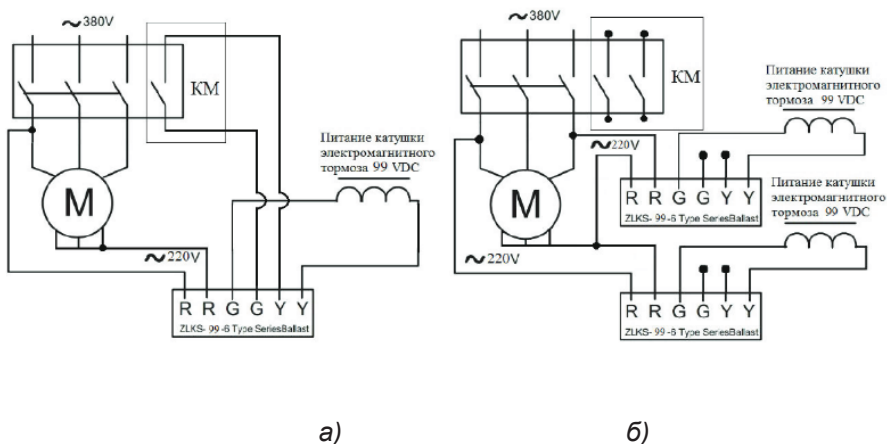 ~380V
КМ
Питание катушки
электромагнитного
тормоза 99 VDC
M
~220V
R R G G Y Y
ZLKS- 99 -6 Type SeriesBallast
а)
~380V
КМ
Питание катушки
электромагнитного
тормоза 99 VDC
~220V
M
R R G G Y Y
ZLKS- 99 -6 Type SeriesBallast
Питание катушки
электромагнитного
тормоза 99 VDC
~220V
R R G G Y Y
ZLKS- 99 -6 Type SeriesBallast
б)